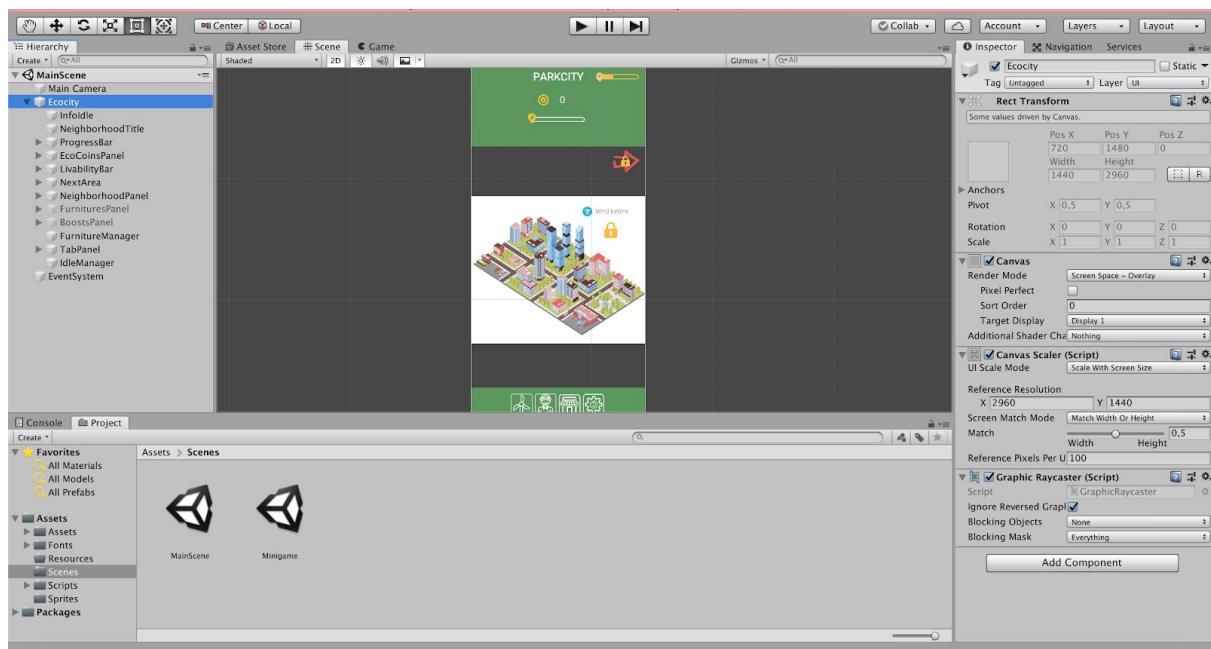 Center Local Collab Account Layers Layout
Hierarchy
Create All
MainScene
Main Camera
Ecocity
InfoIdle
NeighborhoodTitle
ProgressBar
EcoCoinsPanel
LivabilityBar
NextArea
NeighborhoodPanel
FurnituresPanel
BoostsPanel
FurnitureManager
TabPanel
IdleManager
EventSystem
Asset Store Scene Game
Shaded 2D Gizmos All
PARKCITY
0
Wind turbine
Inspector Navigation Services
Ecocity Static
Tag Untagged Layer UI
Rect Transform
Some values driven by Canvas.
Pos X Pos Y Pos Z
720 1480 0
Width Height
1440 2960 R
Anchors
Pivot X 0,5 Y 0,5
Rotation X 0 Y 0 Z 0
Scale X 1 Y 1 Z 1
Canvas
Render Mode Screen Space - Overlay
Pixel Perfect
Sort Order 0
Target Display Display 1
Additional Shader Cha Nothing
Canvas Scaler (Script)
UI Scale Mode Scale With Screen Size
Reference Resolution
X 2960 Y 1440
Screen Match Mode Match Width Or Height
Match 0,5
Width Height
Reference Pixels Per U 100
Graphic Raycaster (Script)
Script GraphicRaycaster
Ignore Reversed Grapl
Blocking Objects None
Blocking Mask Everything
Add Component
Console Project
Create
Favorites
All Materials
All Models
All Prefabs
Assets
Assets
Fonts
Resources
Scenes
Scripts
Sprites
Packages
Assets > Scenes
MainScene Minigame